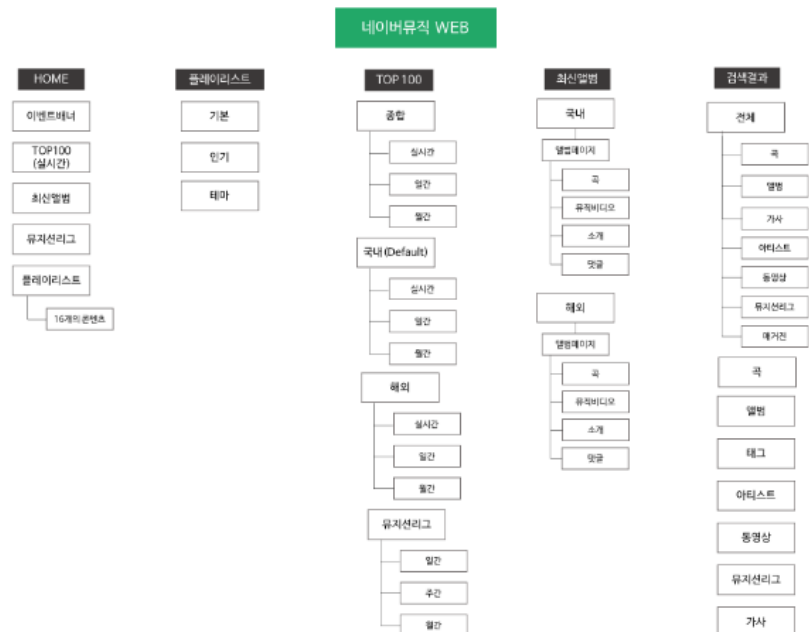 네이버뮤직 WEB
HOME
이벤트배너
TOP100
(실시간)
최신앨범
뮤지션리그
플레이리스트
16개의 콘텐츠
플레이리스트
기본
인기
테마
TOP 100
종합
실시간
일간
월간
국내(Default)
실시간
일간
월간
해외
실시간
일간
월간
뮤지션리그
일간
주간
월간
최신앨범
국내
앨범페이지
곡
뮤직비디오
소개
댓글
해외
앨범페이지
곡
뮤직비디오
소개
댓글
검색결과
전체
곡
앨범
가사
아티스트
동영상
뮤지션리그
매거진
곡
앨범
태그
아티스트
동영상
뮤지션리그
가사